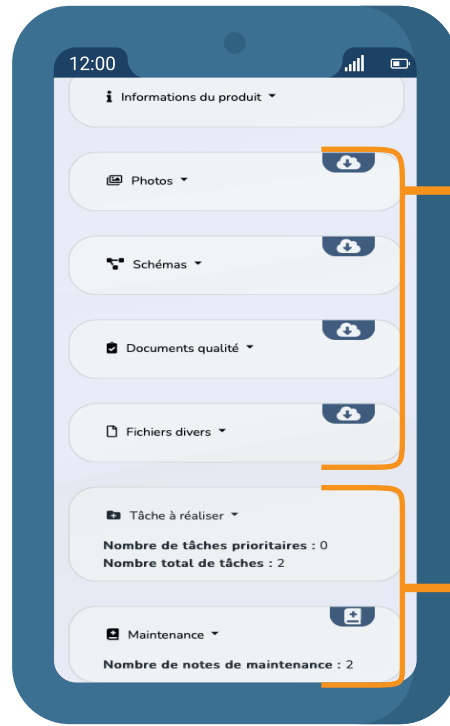 12:00
Informations du produit
Photos
Schémas
Documents qualité
Fichiers divers
Tâche à réaliser
Nombre de tâches prioritaires : 0
Nombre total de tâches : 2
Maintenance
Nombre de notes de maintenance : 2